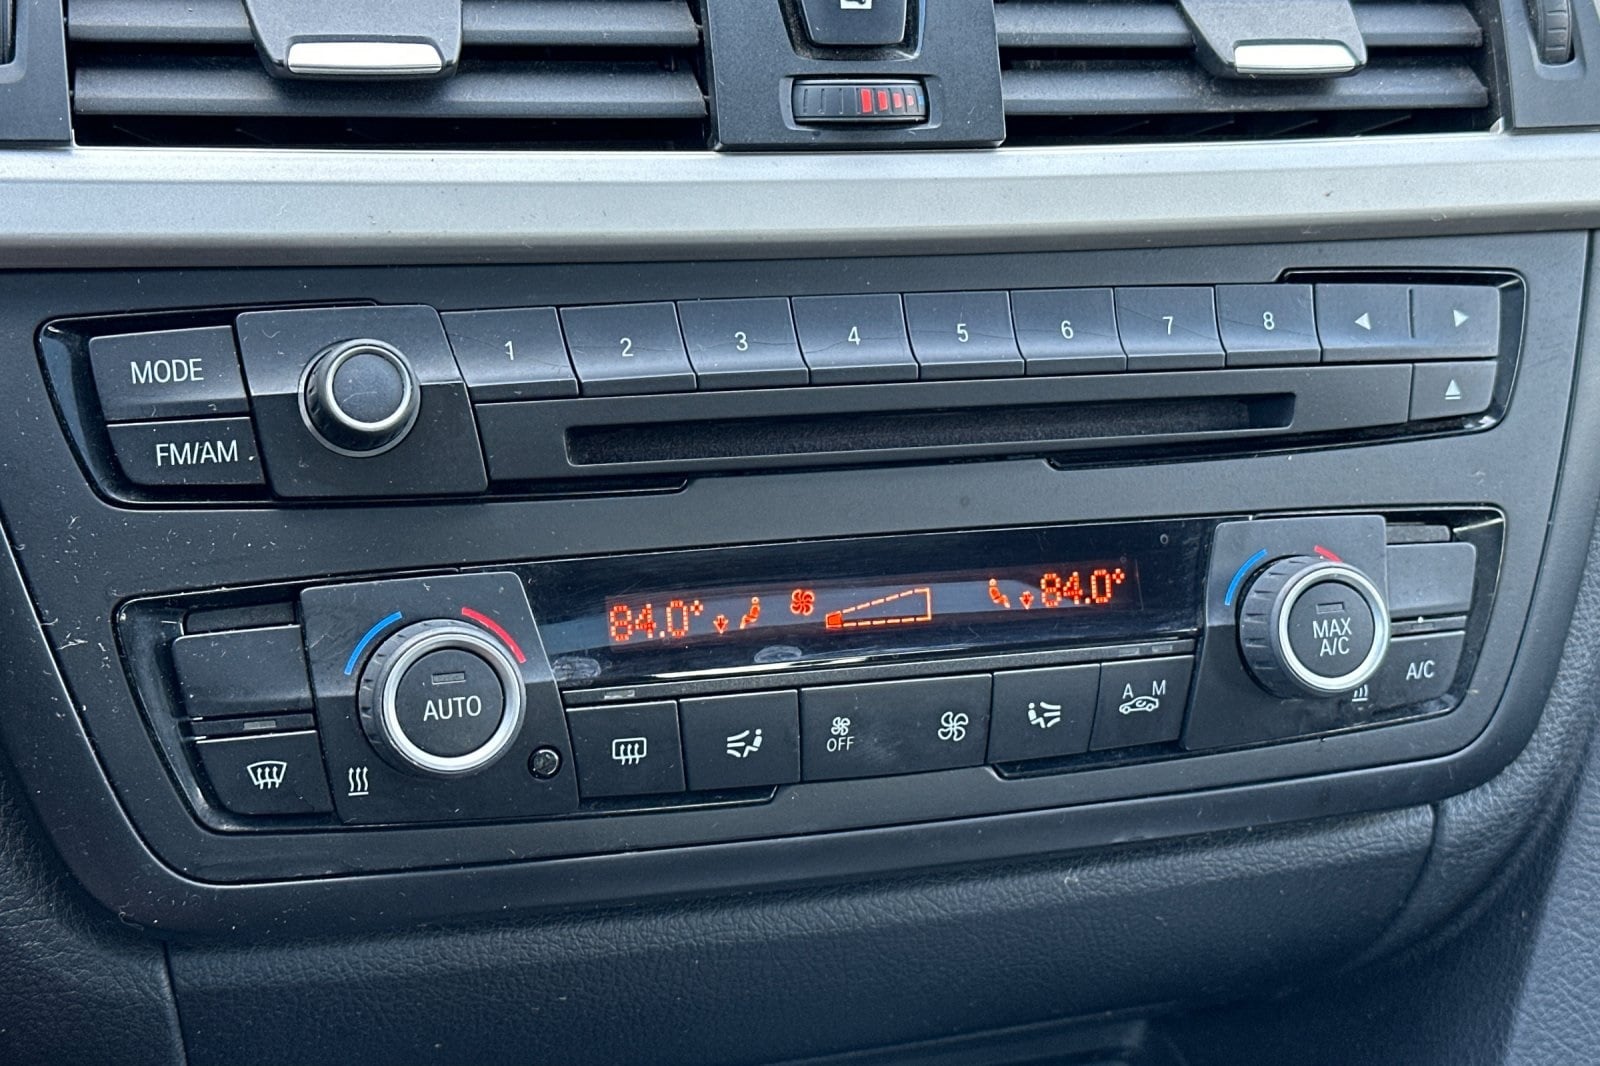 MODE
1 2 3 4 5 6 7 8
FM/AM
84.0° 84.0°
AUTO
OFF
A M
MAX
A/C
A/C